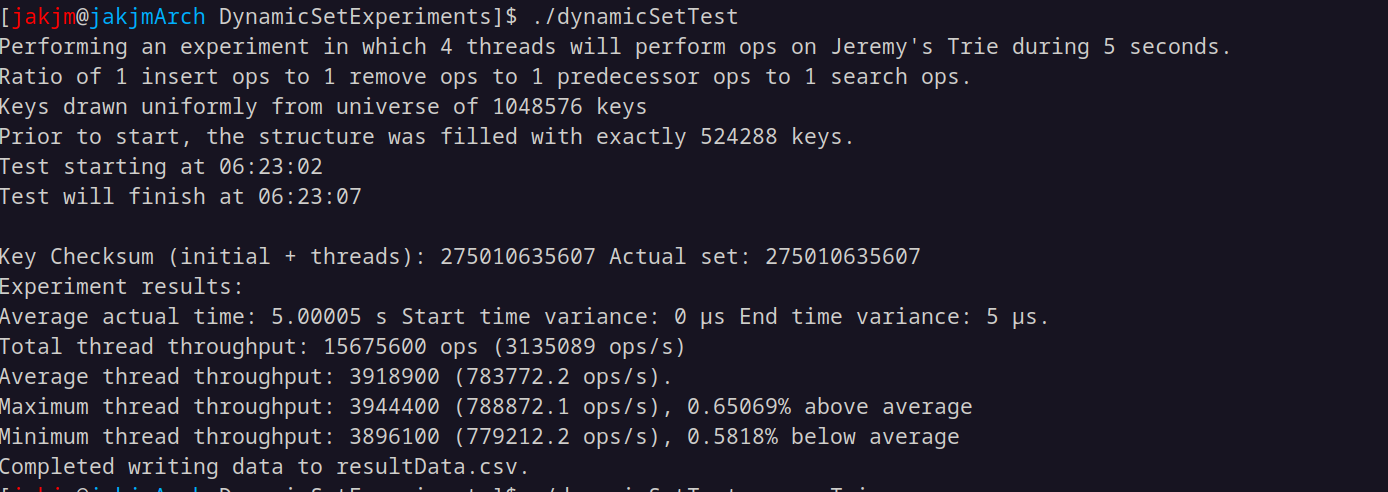 [jakjm@jakjmArch DynamicSetExperiments]$ ./dynamicSetTest
Performing an experiment in which 4 threads will perform ops on Jeremy's Trie during 5 seconds.
Ratio of 1 insert ops to 1 remove ops to 1 predecessor ops to 1 search ops.
Keys drawn uniformly from universe of 1048576 keys
Prior to start, the structure was filled with exactly 524288 keys.
Test starting at 06:23:02
Test will finish at 06:23:07
Key Checksum (initial + threads): 275010635607 Actual set: 275010635607
Experiment results:
Average actual time: 5.00005 s Start time variance: 0 µs End time variance: 5 µs.
Total thread throughput: 15675600 ops (3135089 ops/s)
Average thread throughput: 3918900 (783772.2 ops/s).
Maximum thread throughput: 3944400 (788872.1 ops/s), 0.65069% above average
Minimum thread throughput: 3896100 (779212.2 ops/s), 0.5818% below average
Completed writing data to resultData.csv.